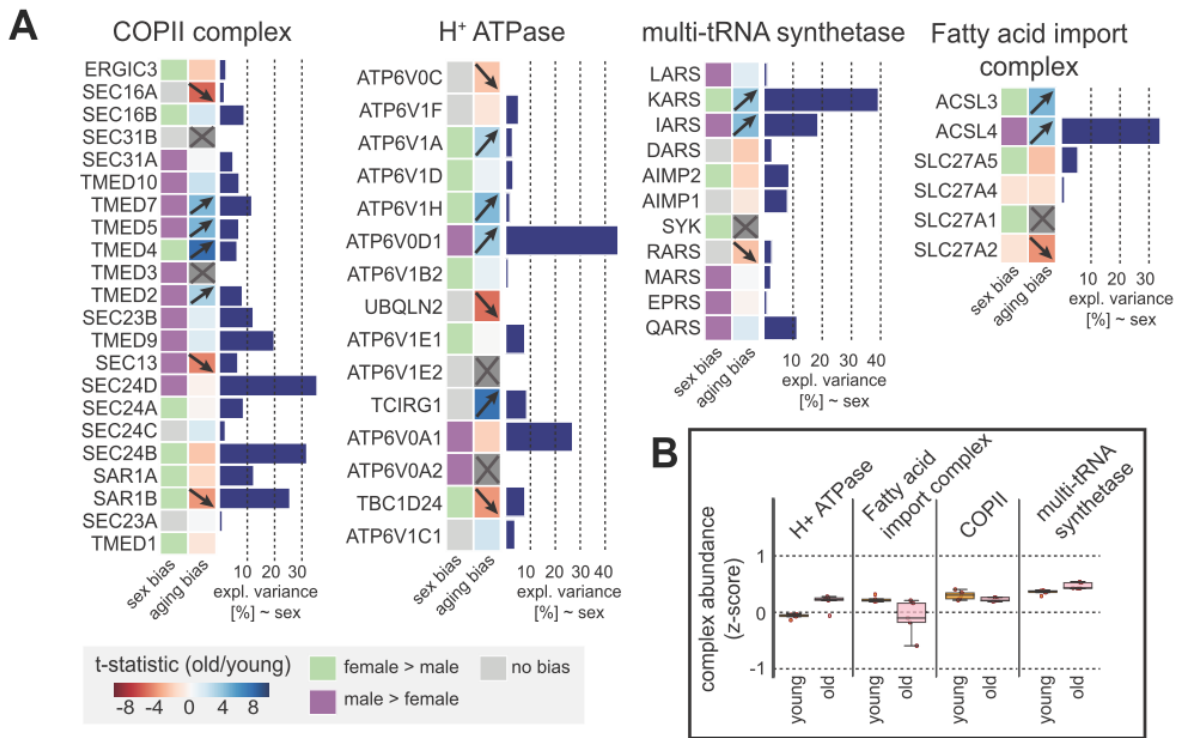 A
COPII complex
ERGIC3
SEC16A
SEC16B
SEC31B
SEC31A
TMED10
TMED7
TMED5
TMED4
TMED3
TMED2
SEC23B
TMED9
SEC13
SEC24D
SEC24A
SEC24C
SEC24B
SAR1A
SAR1B
SEC23A
TMED1
sex bias
aging bias
10 20 30
expl. variance
[%] ~ sex
H+ ATPase
ATP6V0C
ATP6V1F
ATP6V1A
ATP6V1D
ATP6V1H
ATP6V0D1
ATP6V1B2
UBQLN2
ATP6V1E1
ATP6V1E2
TCIRG1
ATP6V0A1
ATP6V0A2
TBC1D24
ATP6V1C1
sex bias
aging bias
10 20 30 40
expl. variance
[%] ~ sex
multi-tRNA synthetase
LARS
KARS
IARS
DARS
AIMP2
AIMP1
SYK
RARS
MARS
EPRS
QARS
sex bias
aging bias
10 20 30 40
expl. variance
[%] ~ sex
Fatty acid import
complex
ACSL3
ACSL4
SLC27A5
SLC27A4
SLC27A1
SLC27A2
sex bias
aging bias
10 20 30
expl. variance
[%] ~ sex
t-statistic (old/young)
-8 -4 0 4 8
female > male
male > female
no bias
B
H+ ATPase
Fatty acid
import complex
COPII
multi-tRNA
synthetase
complex abundance
(z-score)
1
0
-1
young
old
young
old
young
old
young
old